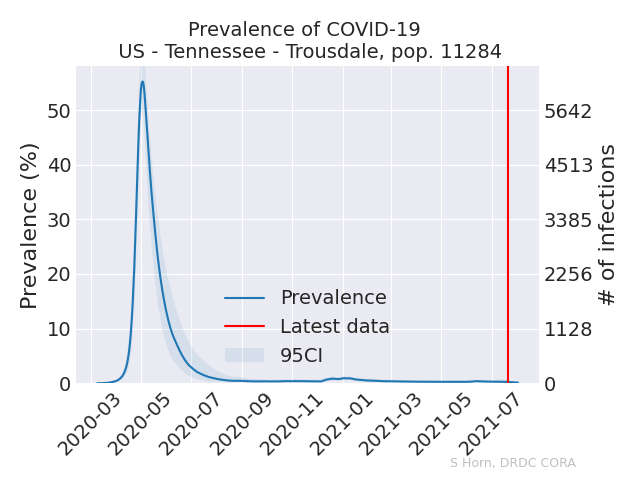 Prevalence of COVID-19
US - Tennessee - Trousdale, pop. 11284
Prevalence (%)
50
40
30
20
10
0
5642
4513
3385
2256
1128
0
# of infections
Prevalence
Latest data
95CI
2020-03
2020-05
2020-07
2020-09
2020-11
2021-01
2021-03
2021-05
2021-07
S Horn, DRDC CORA